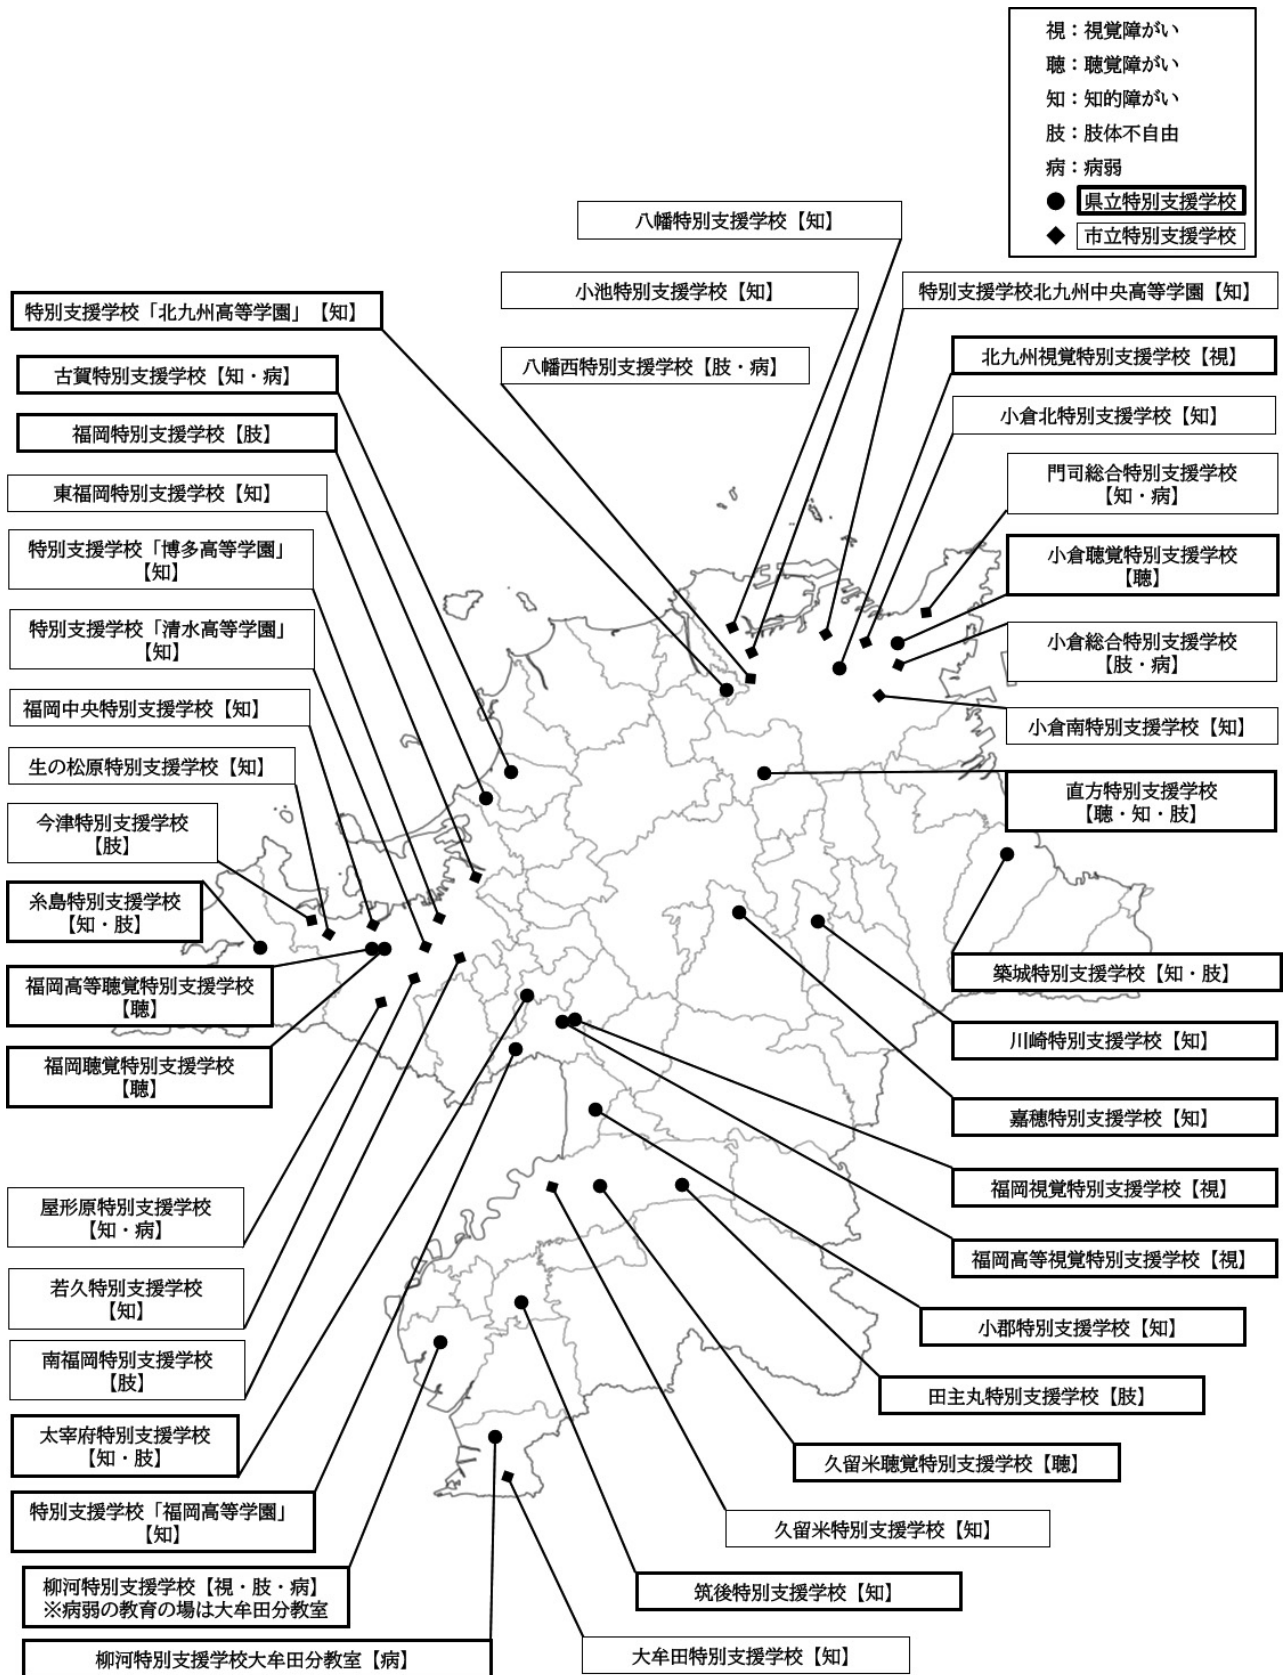 視：視覚障がい
聴：聴覚障がい
知：知的障がい
肢：肢体不自由
病：病弱
県立特別支援学校
市立特別支援学校
八幡特別支援学校【知】
小池特別支援学校【知】
特別支援学校北九州中央高等学園【知】
特別支援学校「北九州高等学園」【知】
八幡西特別支援学校【肢・病】
北九州視覚特別支援学校【視】
古賀特別支援学校【知・病】
小倉北特別支援学校【知】
福岡特別支援学校【肢】
門司総合特別支援学校
【知・病】
東福岡特別支援学校【知】
特別支援学校「博多高等学園」
【知】
小倉聴覚特別支援学校
【聴】
特別支援学校「清水高等学園」
【知】
小倉総合特別支援学校
【肢・病】
福岡中央特別支援学校【知】
小倉南特別支援学校【知】
生の松原特別支援学校【知】
直方特別支援学校
【聴・知・肢】
今津特別支援学校
【肢】
糸島特別支援学校
【知・肢】
福岡高等聴覚特別支援学校
【聴】
築城特別支援学校【知・肢】
川崎特別支援学校【知】
福岡聴覚特別支援学校
【聴】
嘉穂特別支援学校【知】
福岡視覚特別支援学校【視】
屋形原特別支援学校
【知・病】
福岡高等視覚特別支援学校【視】
若久特別支援学校
【知】
小郡特別支援学校【知】
南福岡特別支援学校
【肢】
田主丸特別支援学校【肢】
太宰府特別支援学校
【知・肢】
久留米聴覚特別支援学校【聴】
特別支援学校「福岡高等学園」
【知】
久留米特別支援学校【知】
柳河特別支援学校【視・肢・病】
※病弱の教育の場は大牟田分教室
筑後特別支援学校【知】
柳河特別支援学校大牟田分教室【病】
大牟田特別支援学校【知】